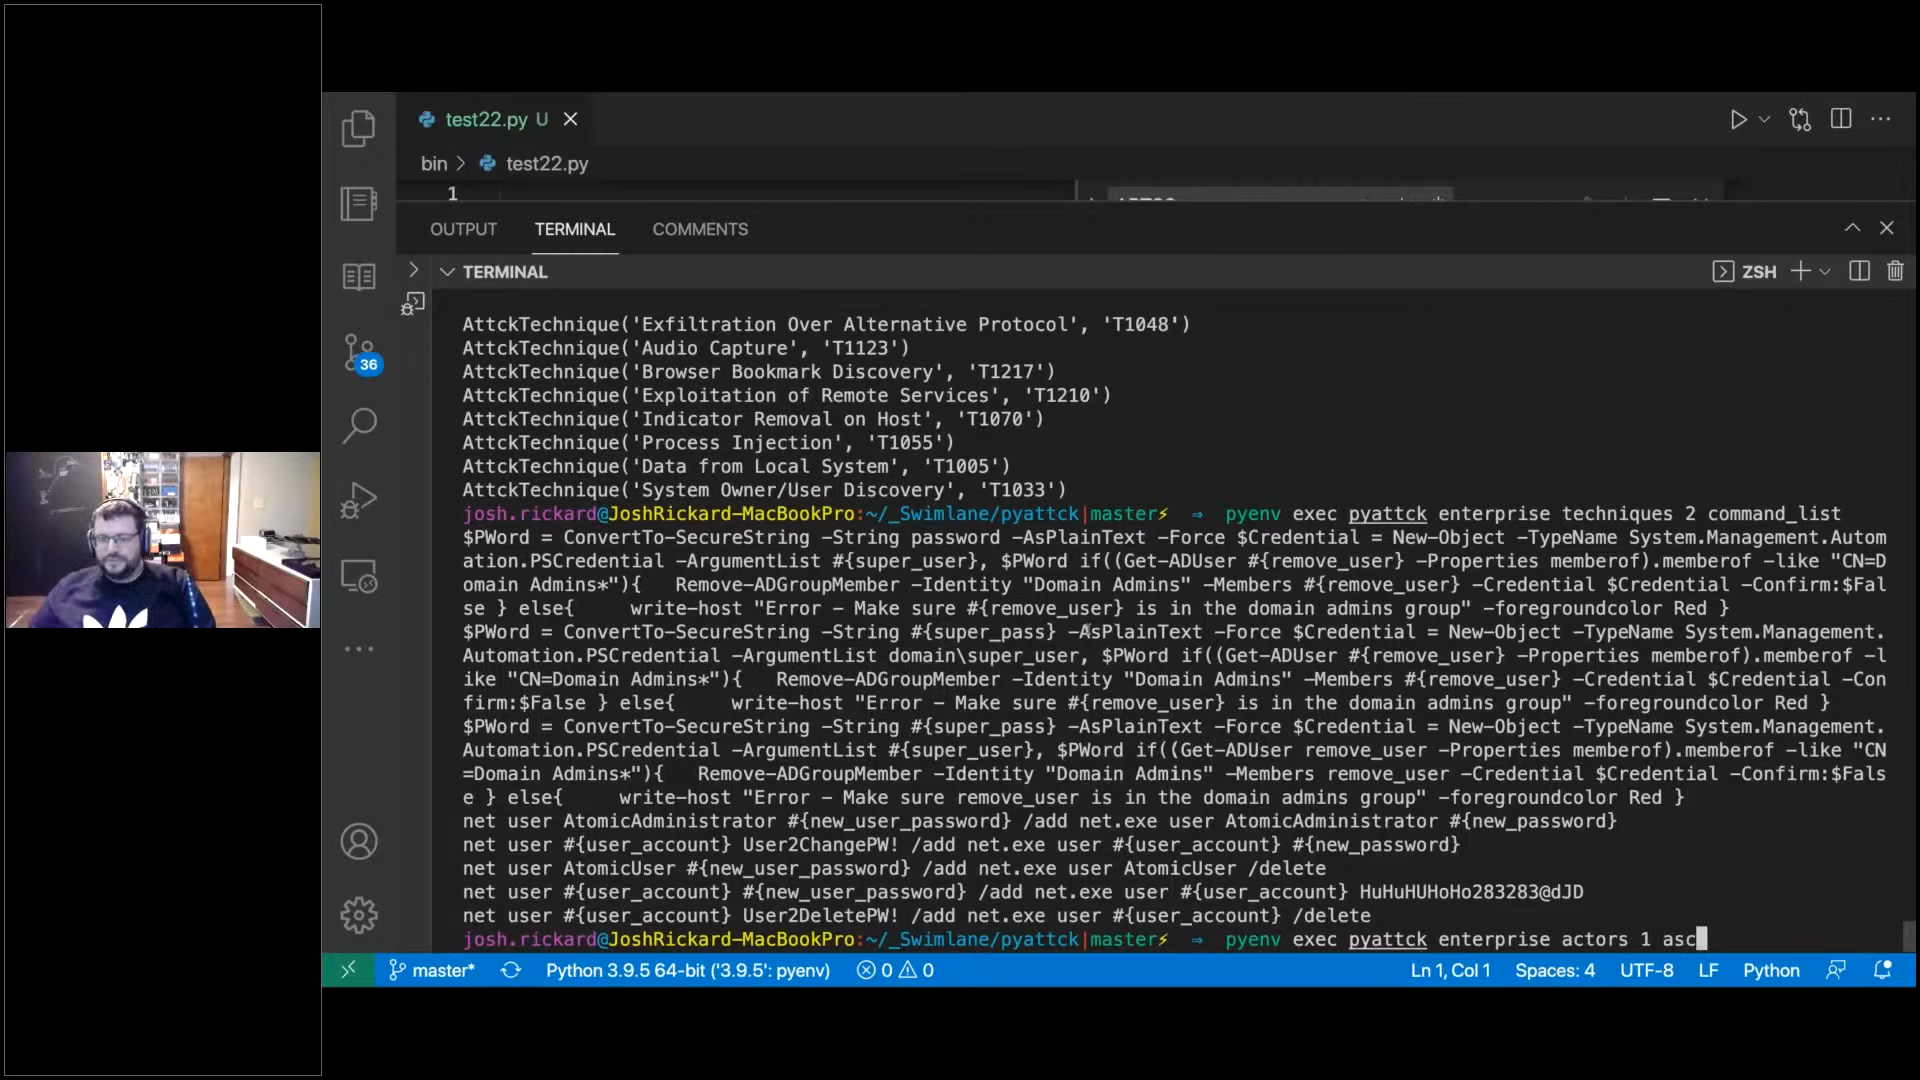 test22.py U
bin > test22.py
1
OUTPUT TERMINAL COMMENTS
TERMINAL
ZSH
36
AttckTechnique('Exfiltration Over Alternative Protocol', 'T1048')
AttckTechnique('Audio Capture', 'T1123')
AttckTechnique('Browser Bookmark Discovery', 'T1217')
AttckTechnique('Exploitation of Remote Services', 'T1210')
AttckTechnique('Indicator Removal on Host', 'T1070')
AttckTechnique('Process Injection', 'T1055')
AttckTechnique('Data from Local System', 'T1005')
AttckTechnique('System Owner/User Discovery', 'T1033')
josh.rickard@JoshRickard-MacBookPro:~/_Swimlane/pyattck|master⚡ ⇒ pyenv exec pyattck enterprise techniques 2 command_list
$PWord = ConvertTo-SecureString -String password -AsPlainText -Force $Credential = New-Object -TypeName System.Management.Autom
ation.PSCredential -ArgumentList #{super_user}, $PWord if((Get-ADUser #{remove_user} -Properties memberof).memberof -like "CN=D
omain Admins*"){   Remove-ADGroupMember -Identity "Domain Admins" -Members #{remove_user} -Credential $Credential -Confirm:$Fal
se } else{     write-host "Error - Make sure #{remove_user} is in the domain admins group" -foregroundcolor Red }
$PWord = ConvertTo-SecureString -String #{super_pass} -AsPlainText -Force $Credential = New-Object -TypeName System.Management.
Automation.PSCredential -ArgumentList domain\super_user, $PWord if((Get-ADUser #{remove_user} -Properties memberof).memberof -l
ike "CN=Domain Admins*"){   Remove-ADGroupMember -Identity "Domain Admins" -Members #{remove_user} -Credential $Credential -Con
firm:$False } else{     write-host "Error - Make sure #{remove_user} is in the domain admins group" -foregroundcolor Red }
$PWord = ConvertTo-SecureString -String #{super_pass} -AsPlainText -Force $Credential = New-Object -TypeName System.Management.
Automation.PSCredential -ArgumentList #{super_user}, $PWord if((Get-ADUser remove_user -Properties memberof).memberof -like "CN
=Domain Admins*"){   Remove-ADGroupMember -Identity "Domain Admins" -Members remove_user -Credential $Credential -Confirm:$Fals
e } else{     write-host "Error - Make sure remove_user is in the domain admins group" -foregroundcolor Red }
net user AtomicAdministrator #{new_user_password} /add net.exe user AtomicAdministrator #{new_password}
net user #{user_account} User2ChangePW! /add net.exe user #{user_account} #{new_password}
net user AtomicUser #{new_user_password} /add net.exe user AtomicUser /delete
net user #{user_account} #{new_user_password} /add net.exe user #{user_account} HuHuHUHoHo283283@dJD
net user #{user_account} User2DeletePW! /add net.exe user #{user_account} /delete
josh.rickard@JoshRickard-MacBookPro:~/_Swimlane/pyattck|master⚡ ⇒ pyenv exec pyattck enterprise actors 1 asc
master* Python 3.9.5 64-bit ('3.9.5': pyenv) 0 0 Ln 1, Col 1 Spaces: 4 UTF-8 LF Python